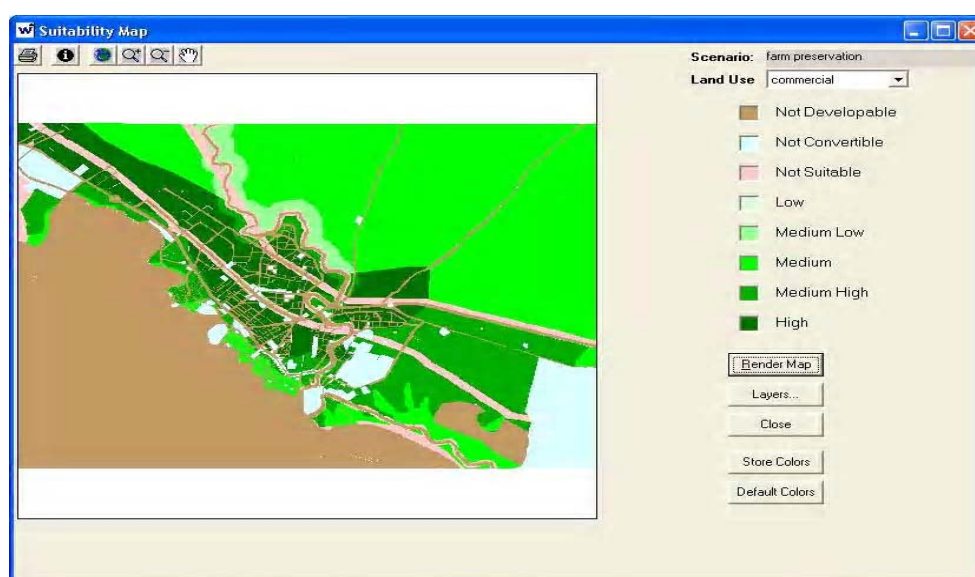 Suitability Map
Scenario: farm preservation
Land Use commercial
Not Developable
Not Convertible
Not Suitable
Low
Medium Low
Medium
Medium High
High
Render Map
Layers...
Close
Store Colors
Default Colors